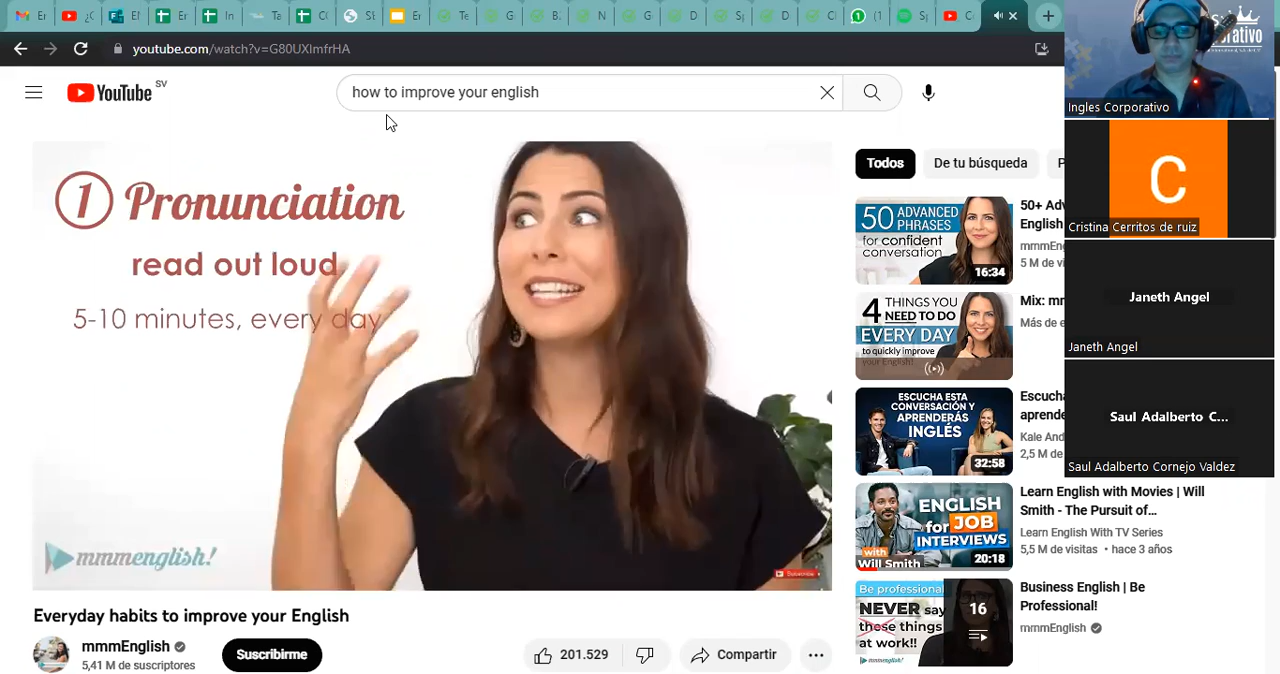 youtube.com/watch?v=G80UXImfrHA
YouTube SV
how to improve your english
1 Pronunciation
read out loud
5-10 minutes, every day
mmmenglish!
Suscribirme
Everyday habits to improve your English
mmmEnglish
5,41 M de suscriptores
Suscribirme
201.529
Compartir
Todos
De tu búsqueda
50 ADVANCED
PHRASES
for confident
conversation
16:34
50+ Adv
English
mmmEng
5 M de vi
4 THINGS YOU
NEED TO DO
EVERY DAY
to quickly improve
your English!
Mix: mr
Más de e
ESCUCHA ESTA
CONVERSACIÓN Y
APRENDERÁS
INGLÉS
32:58
Escucha
aprende
Kale And
2,5 M de
ENGLISH
for JOB
INTERVIEWS
with
Will Smith
20:18
Learn English with Movies | Will
Smith - The Pursuit of...
Learn English With TV Series
5,5 M de visitas • hace 3 años
Be professional!
NEVER say
these things
at work!!
mmmenglish!
16
Business English | Be
Professional!
mmmEnglish
Ingles Corporativo
C
Cristina Cerritos de ruiz
Janeth Angel
Janeth Angel
Saul Adalberto C...
Saul Adalberto Cornejo Valdez